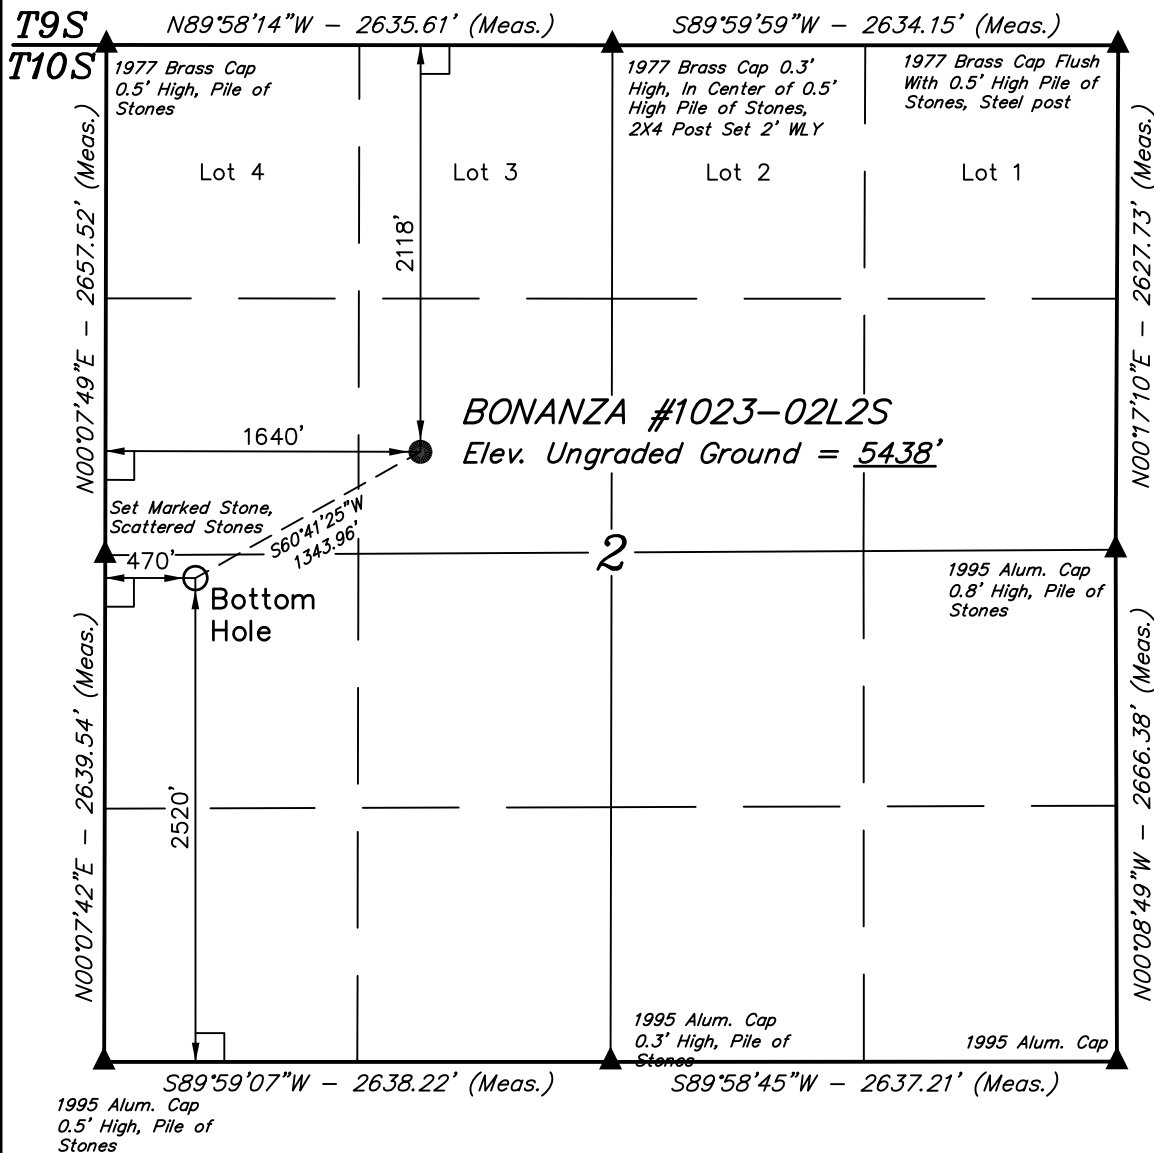 T9S
T10S
N89°58'14"W - 2635.61' (Meas.)
S89°59'59"W - 2634.15' (Meas.)
1977 Brass Cap
0.5' High, Pile of
Stones
1977 Brass Cap 0.3'
High, In Center of 0.5'
High Pile of Stones,
2X4 Post Set 2' WLY
1977 Brass Cap Flush
With 0.5' High Pile of
Stones, Steel post
Lot 4
Lot 3
Lot 2
Lot 1
N00°07'49"E - 2657.52' (Meas.)
2118'
N00°17'10"E - 2627.73' (Meas.)
BONANZA #1023-02L2S
Elev. Ungraded Ground = 5438'
1640'
Set Marked Stone,
Scattered Stones
S60°41'25"W
1343.96'
2
470'
Bottom
Hole
1995 Alum. Cap
0.8' High, Pile of
Stones
N00°07'42"E - 2639.54' (Meas.)
2520'
N00°08'49"W - 2666.38' (Meas.)
1995 Alum. Cap
0.3' High, Pile of
Stones
1995 Alum. Cap
S89°59'07"W - 2638.22' (Meas.)
S89°58'45"W - 2637.21' (Meas.)
1995 Alum. Cap
0.5' High, Pile of
Stones